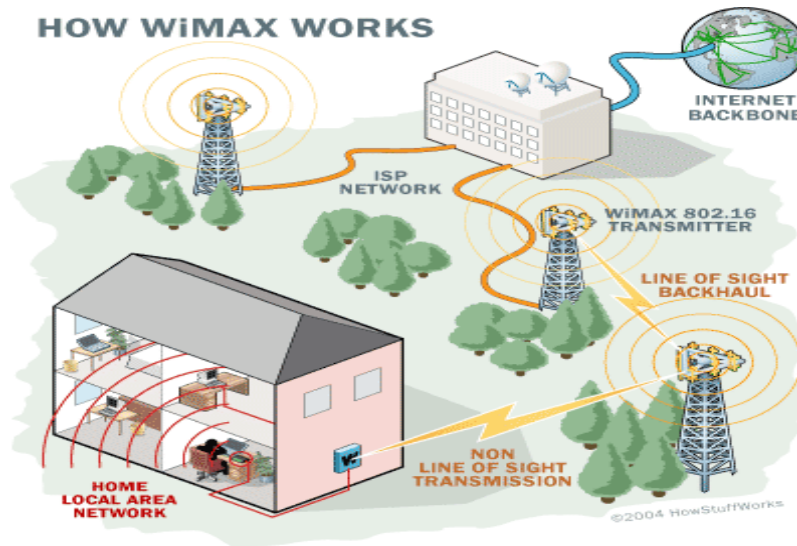 HOW WiMAX WORKS
INTERNET
BACKBONE
ISP
NETWORK
WiMAX 802.16
TRANSMITTER
LINE OF SIGHT
BACKHAUL
NON
LINE OF SIGHT
TRANSMISSION
HOME
LOCAL AREA
NETWORK
©2004 HowStuffWorks